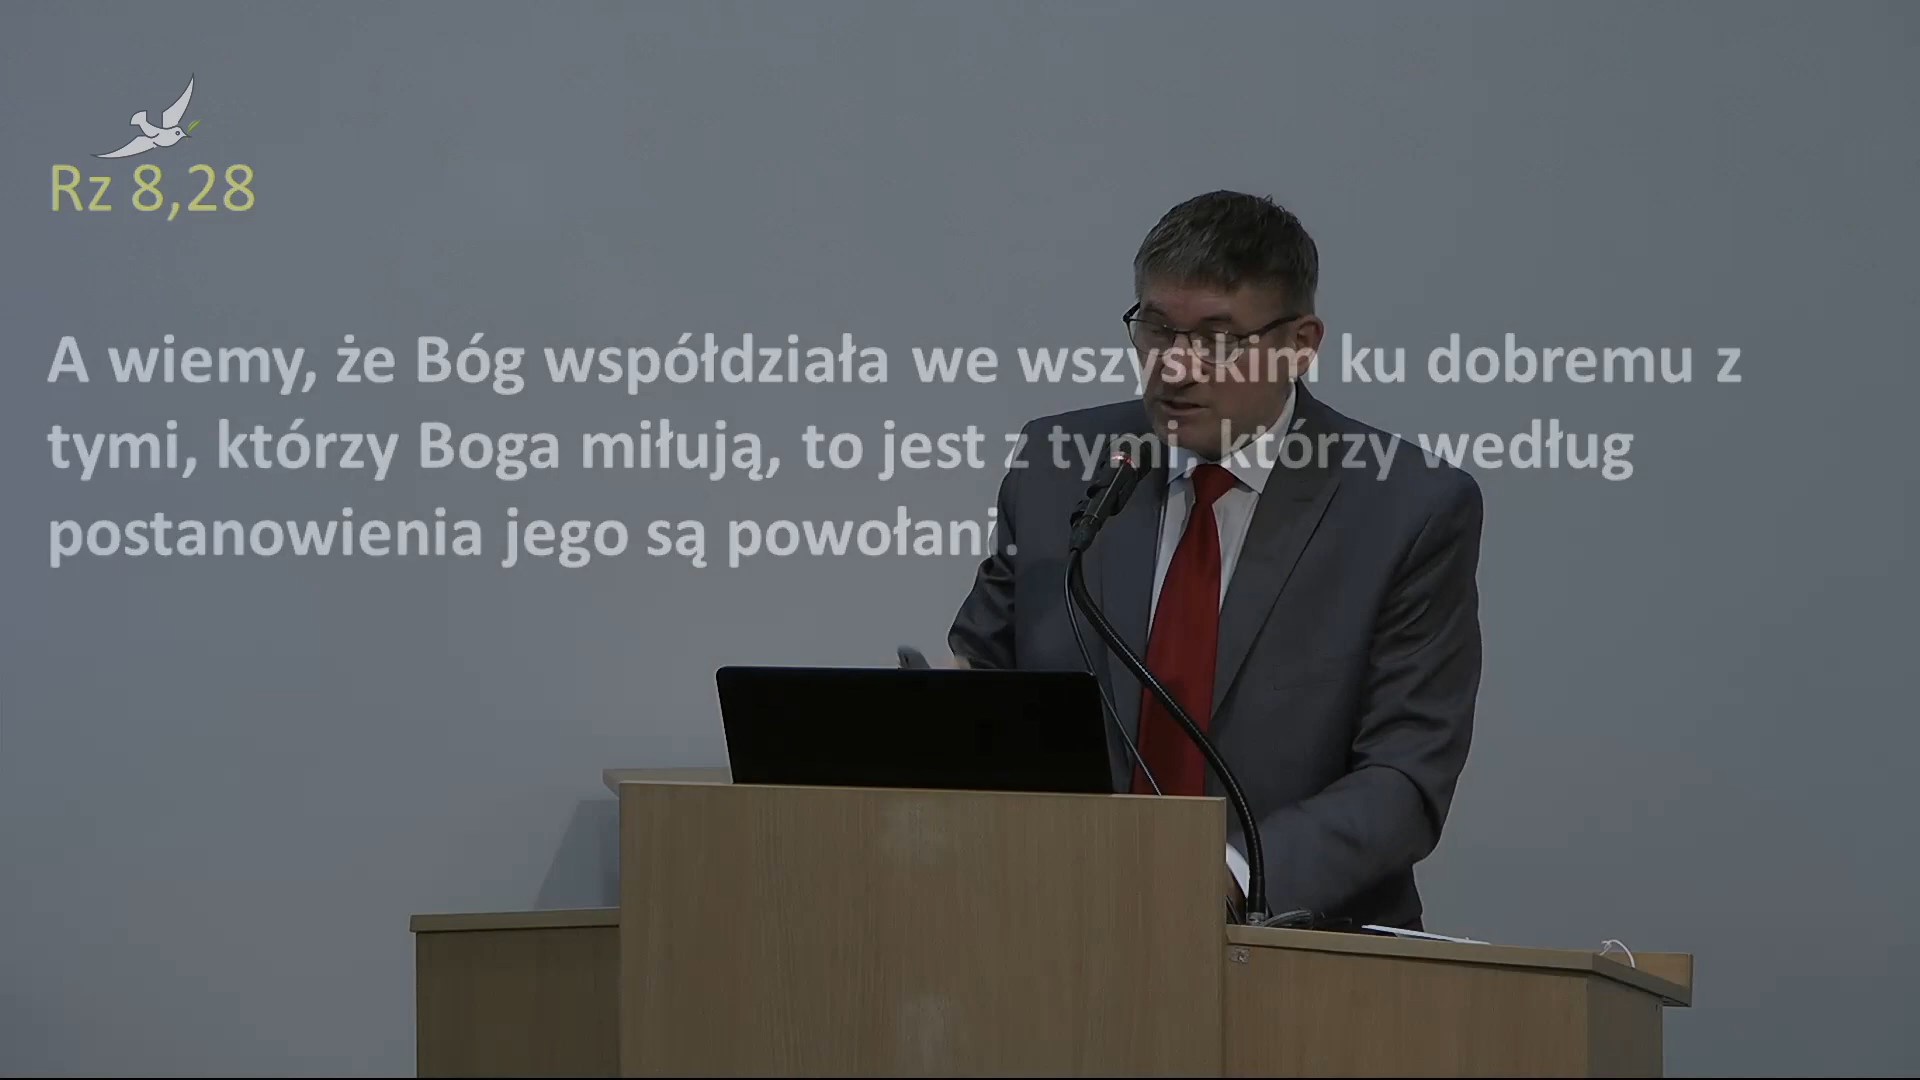 Rz 8,28
A wiemy, że Bóg współdziała we wszystkim ku dobremu z
tymi, którzy Boga miłują, to jest z tymi, którzy według
postanowienia jego są powołani.